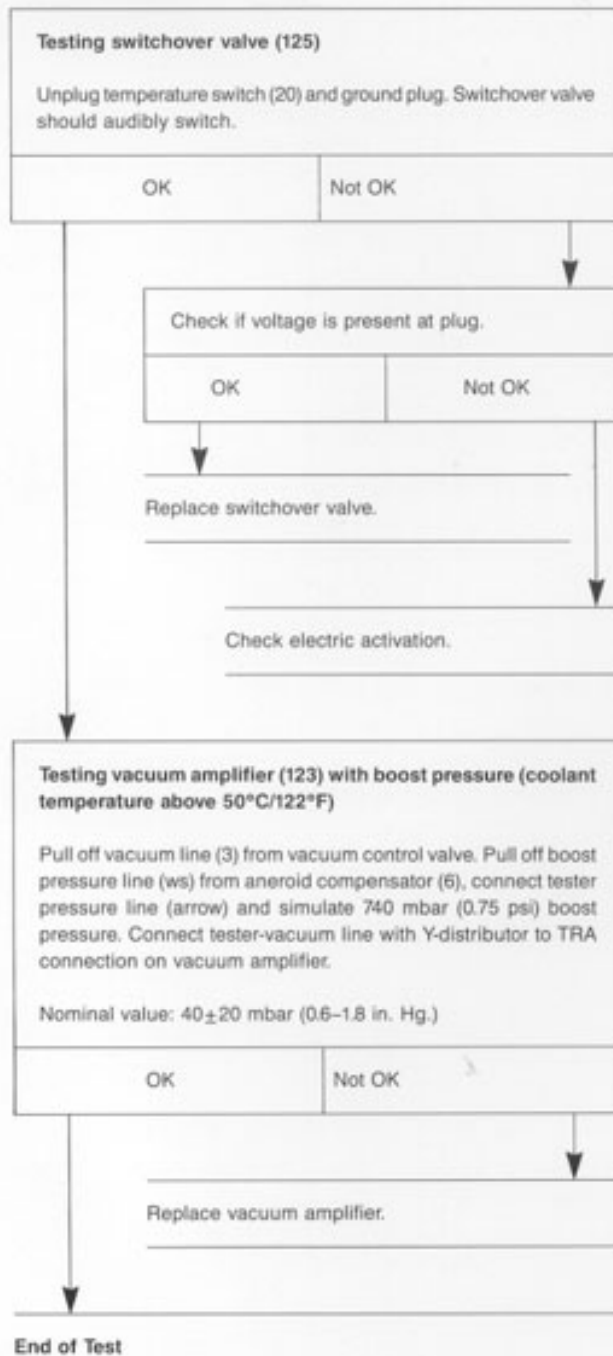 Testing switchover valve (125)
Unplug temperature switch (20) and ground plug. Switchover valve
should audibly switch.
OK
Not OK
Check if voltage is present at plug.
OK
Not OK
Replace switchover valve.
Check electric activation.
Testing vacuum amplifier (123) with boost pressure (coolant
temperature above 50°C/122°F)
Pull off vacuum line (3) from vacuum control valve. Pull off boost
pressure line (ws) from aneroid compensator (6), connect tester
pressure line (arrow) and simulate 740 mbar (0.75 psi) boost
pressure. Connect tester-vacuum line with Y-distributor to TRA
connection on vacuum amplifier.
Nominal value: 40±20 mbar (0.6–1.8 in. Hg.)
OK
Not OK
Replace vacuum amplifier.
End of Test